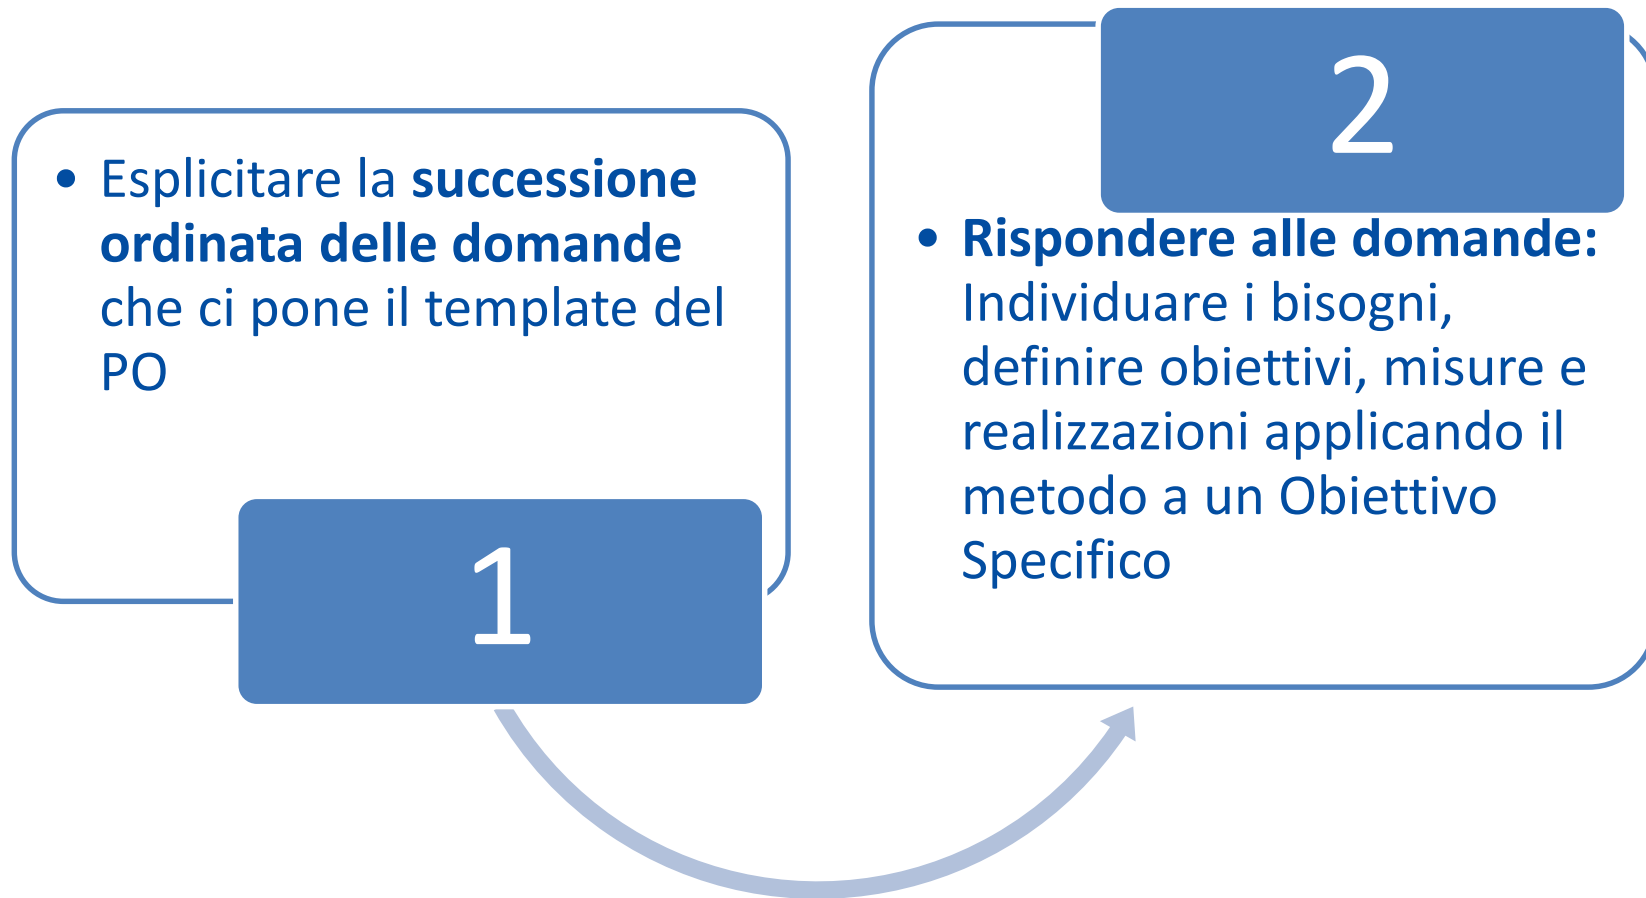 • Esplicitare la successione
ordinata delle domande
che ci pone il template del
PO
1
2
• Rispondere alle domande:
Individuare i bisogni,
definire obiettivi, misure e
realizzazioni applicando il
metodo a un Obiettivo
Specifico